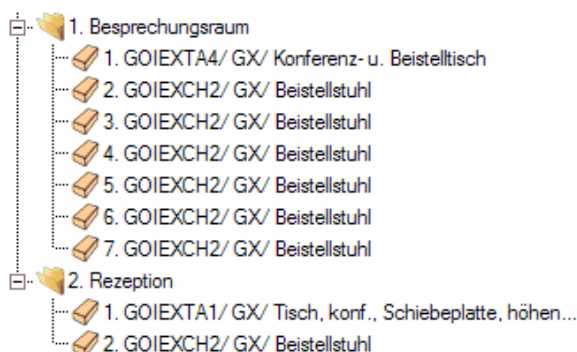 1. Besprechungsraum
1. GOIEXTA4/ GX/ Konferenz- u. Beistelltisch
2. GOIEXCH2/ GX/ Beistellstuhl
3. GOIEXCH2/ GX/ Beistellstuhl
4. GOIEXCH2/ GX/ Beistellstuhl
5. GOIEXCH2/ GX/ Beistellstuhl
6. GOIEXCH2/ GX/ Beistellstuhl
7. GOIEXCH2/ GX/ Beistellstuhl
2. Rezeption
1. GOIEXTA1/ GX/ Tisch, konf., Schiebeplatte, höhen...
2. GOIEXCH2/ GX/ Beistellstuhl